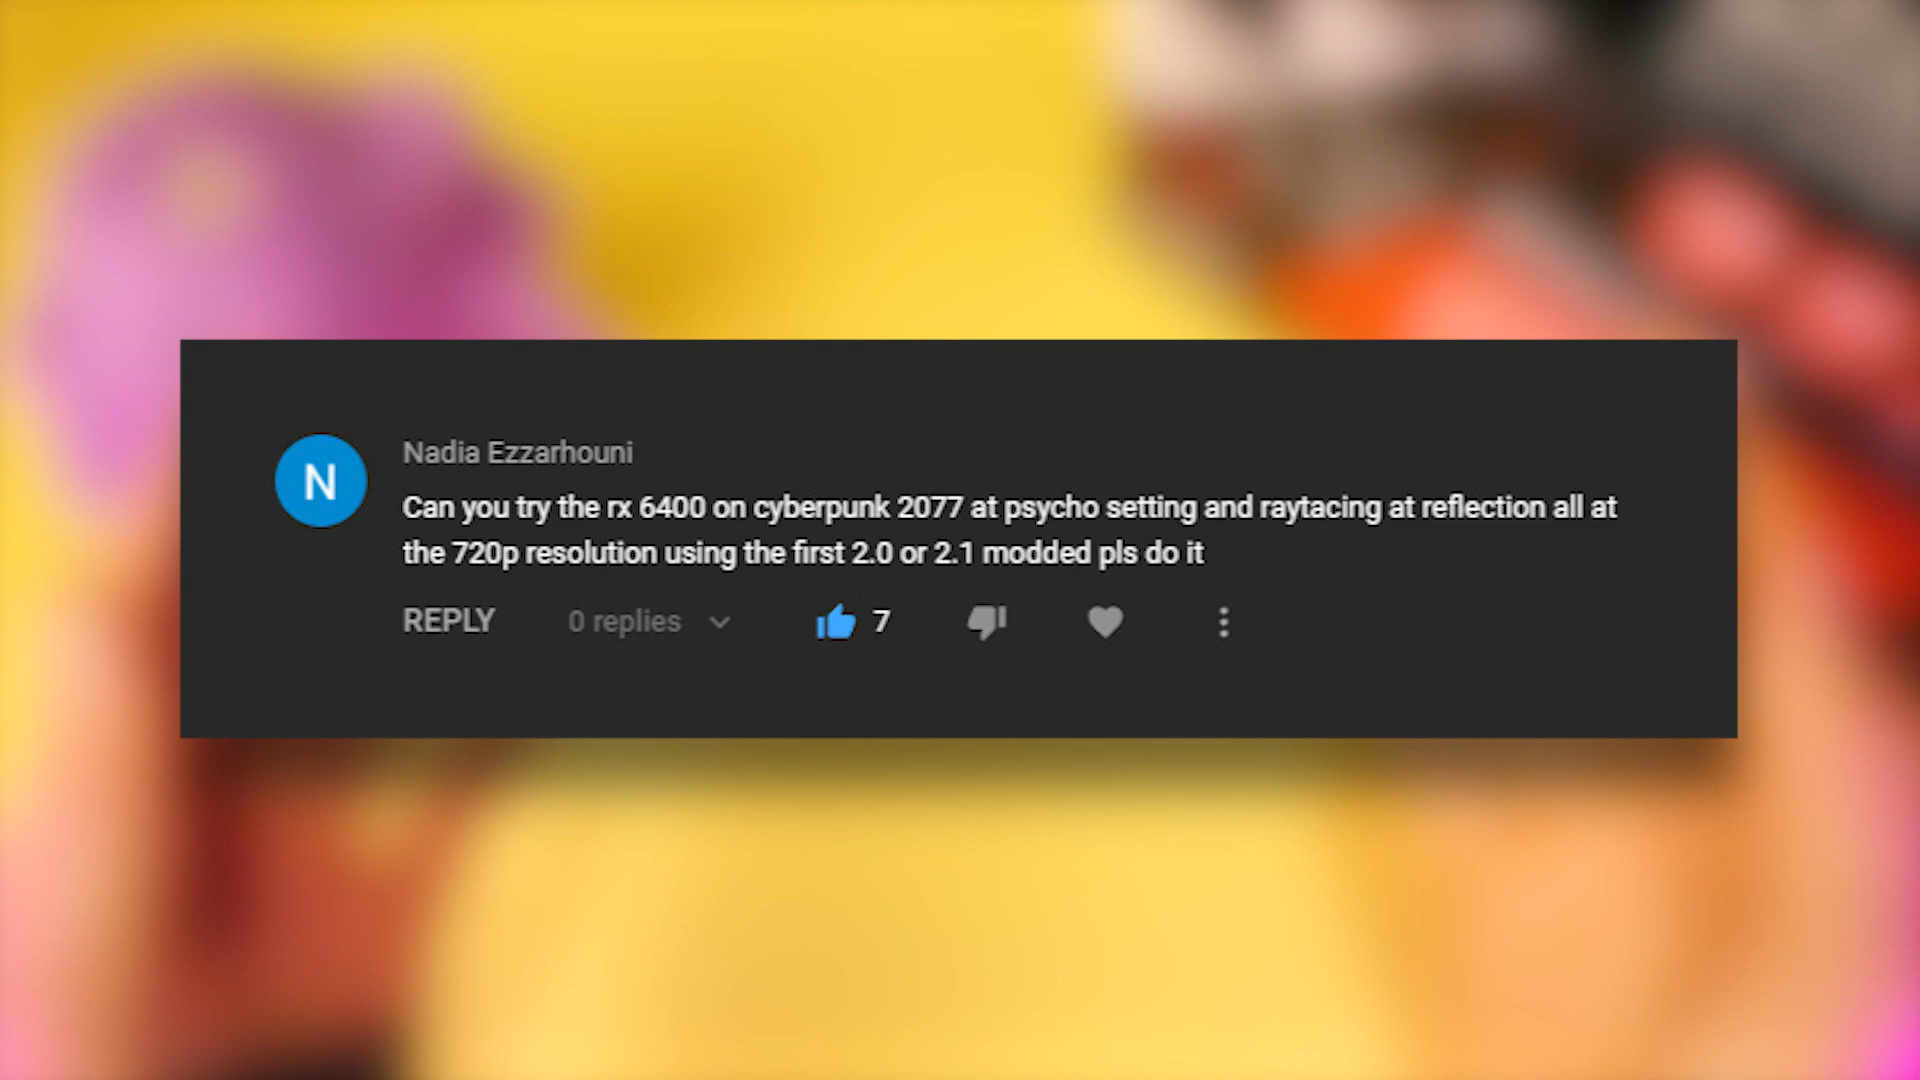 N
Nadia Ezzarhouni
Can you try the rx 6400 on cyberpunk 2077 at psycho setting and raytacing at reflection all at
the 720p resolution using the first 2.0 or 2.1 modded pls do it
REPLY 0 replies 7